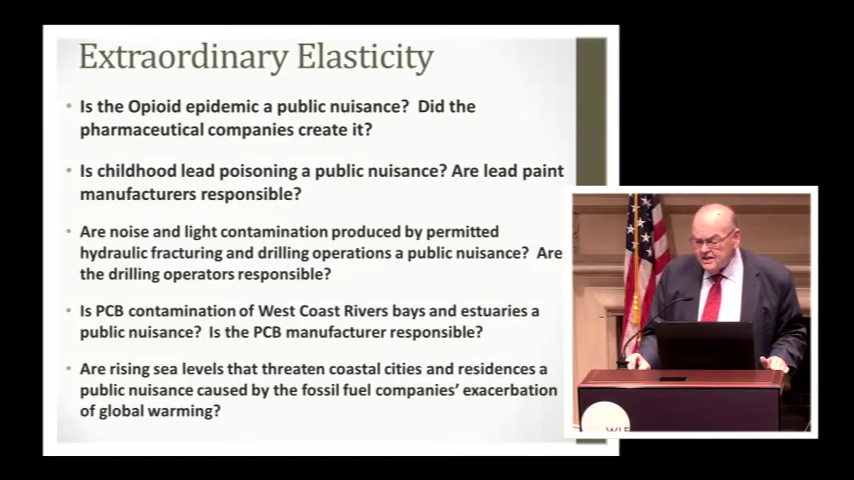 Extraordinary Elasticity
• Is the Opioid epidemic a public nuisance? Did the
pharmaceutical companies create it?
• Is childhood lead poisoning a public nuisance? Are lead paint
manufacturers responsible?
• Are noise and light contamination produced by permitted
hydraulic fracturing and drilling operations a public nuisance? Are
the drilling operators responsible?
• Is PCB contamination of West Coast Rivers bays and estuaries a
public nuisance? Is the PCB manufacturer responsible?
• Are rising sea levels that threaten coastal cities and residences a
public nuisance caused by the fossil fuel companies' exacerbation
of global warming?